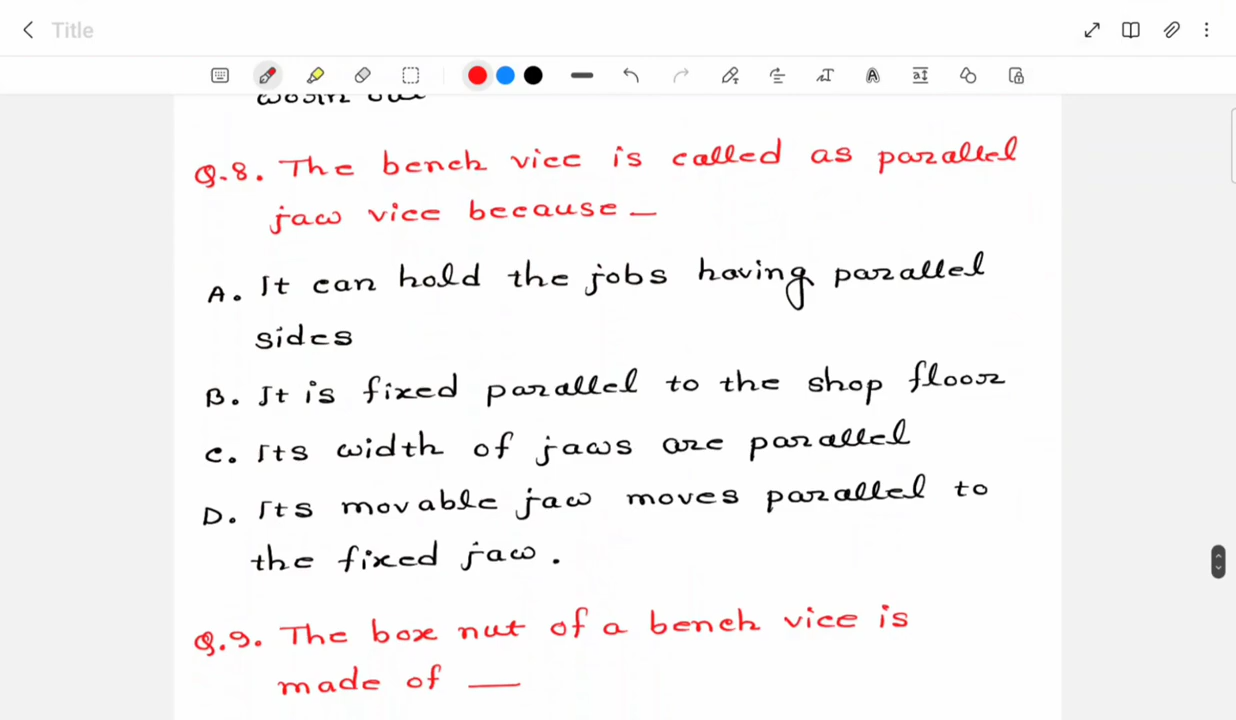 Title
Q.8. The bench vice is called as parallel
jaw vice because _
A. It can hold the jobs having parallel
sides
B. It is fixed parallel to the shop floor
C. Its width of jaws are parallel
D. Its movable jaw moves parallel to
the fixed jaw.
Q.9. The box nut of a bench vice is
made of __